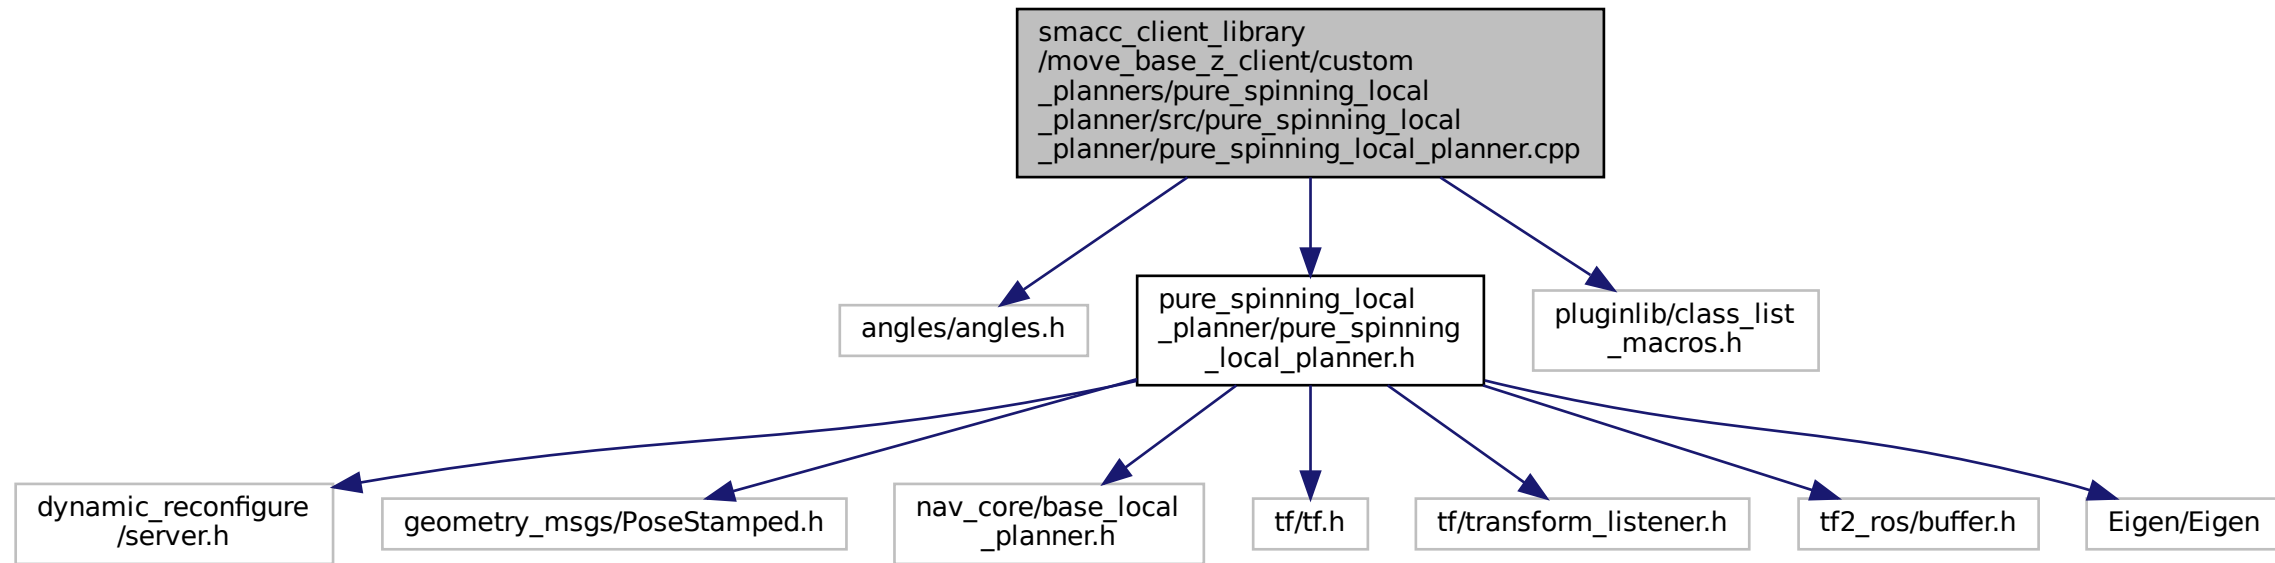 smacc_client_library
/move_base_z_client/custom
_planners/pure_spinning_local
_planner/src/pure_spinning_local
_planner/pure_spinning_local_planner.cpp
angles/angles.h
pure_spinning_local
_planner/pure_spinning
_local_planner.h
pluginlib/class_list
_macros.h
dynamic_reconfigure
/server.h
geometry_msgs/PoseStamped.h
nav_core/base_local
_planner.h
tf/tf.h
tf/transform_listener.h
tf2_ros/buffer.h
Eigen/Eigen